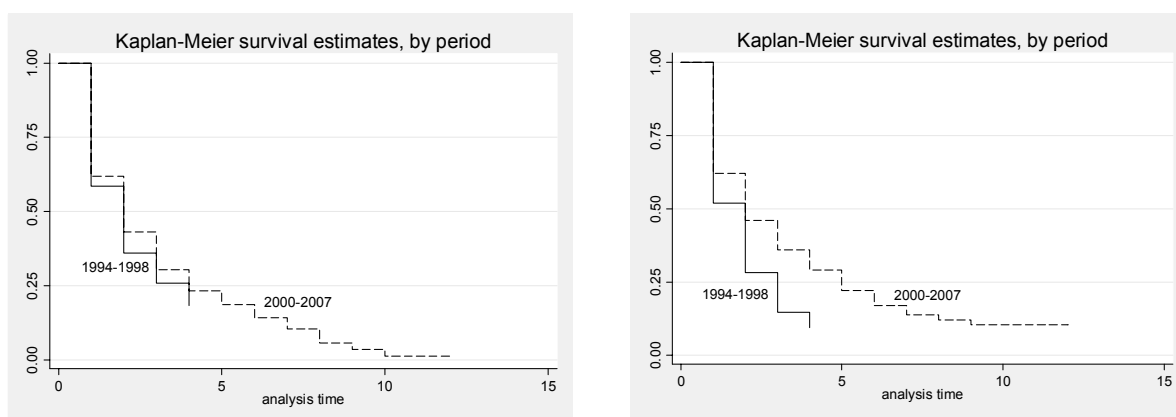 Kaplan-Meier survival estimates, by period
1.00
0.75
0.50
0.25
0.00
1994-1998
2000-2007
0 5 10 15
analysis time
Kaplan-Meier survival estimates, by period
1.00
0.75
0.50
0.25
0.00
1994-1998
2000-2007
0 5 10 15
analysis time